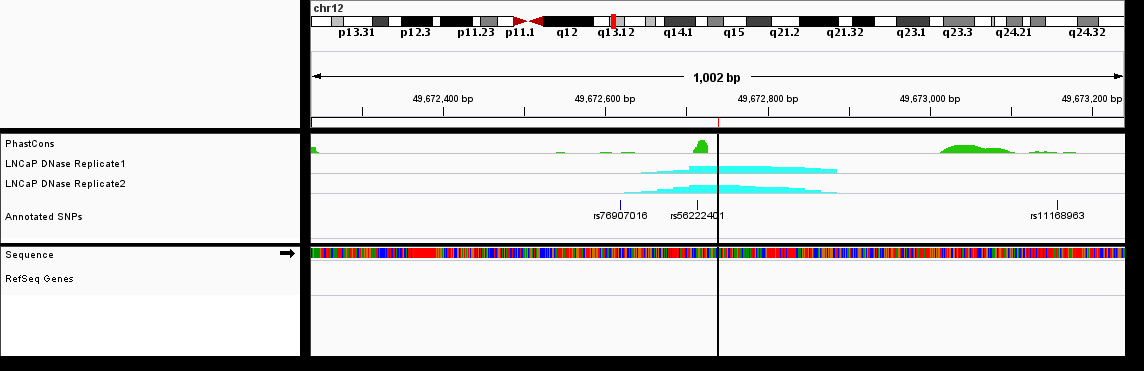 chr12
p13.31 p12.3 p11.23 p11.1 q12 q13.12 q14.1 q15 q21.2 q21.32 q23.1 q23.3 q24.21 q24.32
1,002 bp
49,672,400 bp 49,672,600 bp 49,672,800 bp 49,673,000 bp 49,673,200 bp
PhastCons
LNCaP DNase Replicate1
LNCaP DNase Replicate2
Annotated SNPs
rs76907016 rs56222401 rs11168963
Sequence
RefSeq Genes